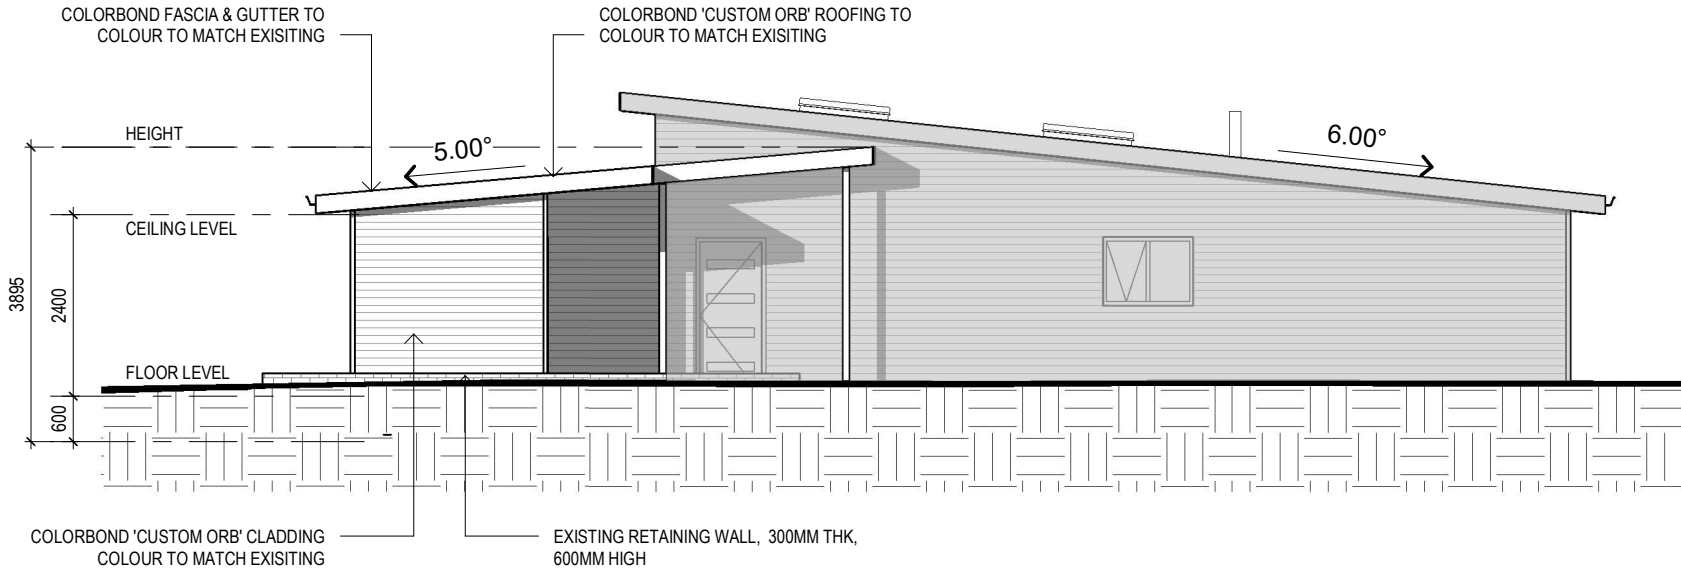 COLORBOND FASCIA & GUTTER TO
COLOUR TO MATCH EXISITING
COLORBOND 'CUSTOM ORB' ROOFING TO
COLOUR TO MATCH EXISITING
HEIGHT
5.00°
6.00°
CEILING LEVEL
3895
2400
FLOOR LEVEL
600
COLORBOND 'CUSTOM ORB' CLADDING
COLOUR TO MATCH EXISITING
EXISTING RETAINING WALL, 300MM THK,
600MM HIGH